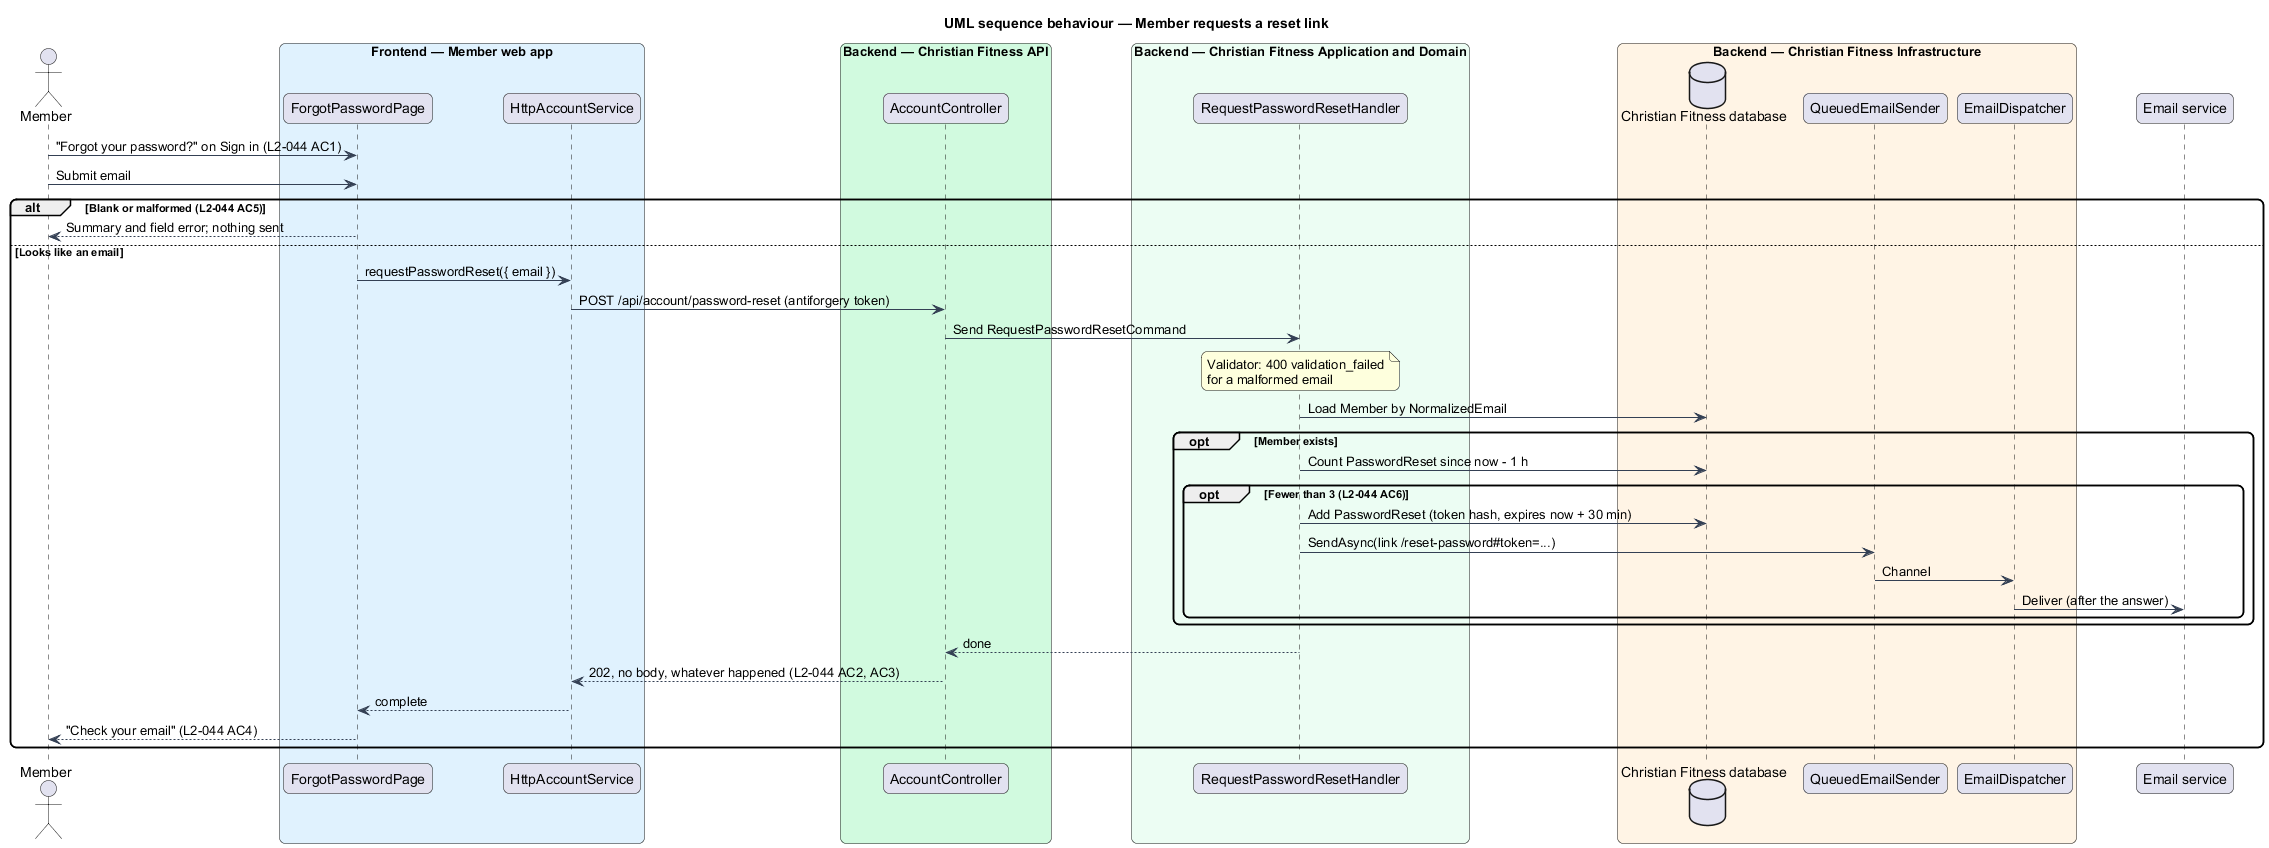 UML sequence behaviour — Member requests a reset link
Frontend — Member web app
Backend — Christian Fitness API
Backend — Christian Fitness Application and Domain
Backend — Christian Fitness Infrastructure
Member
ForgotPasswordPage
HttpAccountService
AccountController
RequestPasswordResetHandler
Christian Fitness database
QueuedEmailSender
EmailDispatcher
Email service
"Forgot your password?" on Sign in (L2-044 AC1)
Submit email
alt
[Blank or malformed (L2-044 AC5)]
Summary and field error; nothing sent
[Looks like an email]
requestPasswordReset({ email })
POST /api/account/password-reset (antiforgery token)
Send RequestPasswordResetCommand
Validator: 400 validation_failed
for a malformed email
Load Member by NormalizedEmail
opt
[Member exists]
Count PasswordReset since now - 1 h
opt
[Fewer than 3 (L2-044 AC6)]
Add PasswordReset (token hash, expires now + 30 min)
SendAsync(link /reset-password#token=...)
Channel
Deliver (after the answer)
done
202, no body, whatever happened (L2-044 AC2, AC3)
complete
"Check your email" (L2-044 AC4)
Member
ForgotPasswordPage
HttpAccountService
AccountController
RequestPasswordResetHandler
Christian Fitness database
QueuedEmailSender
EmailDispatcher
Email service